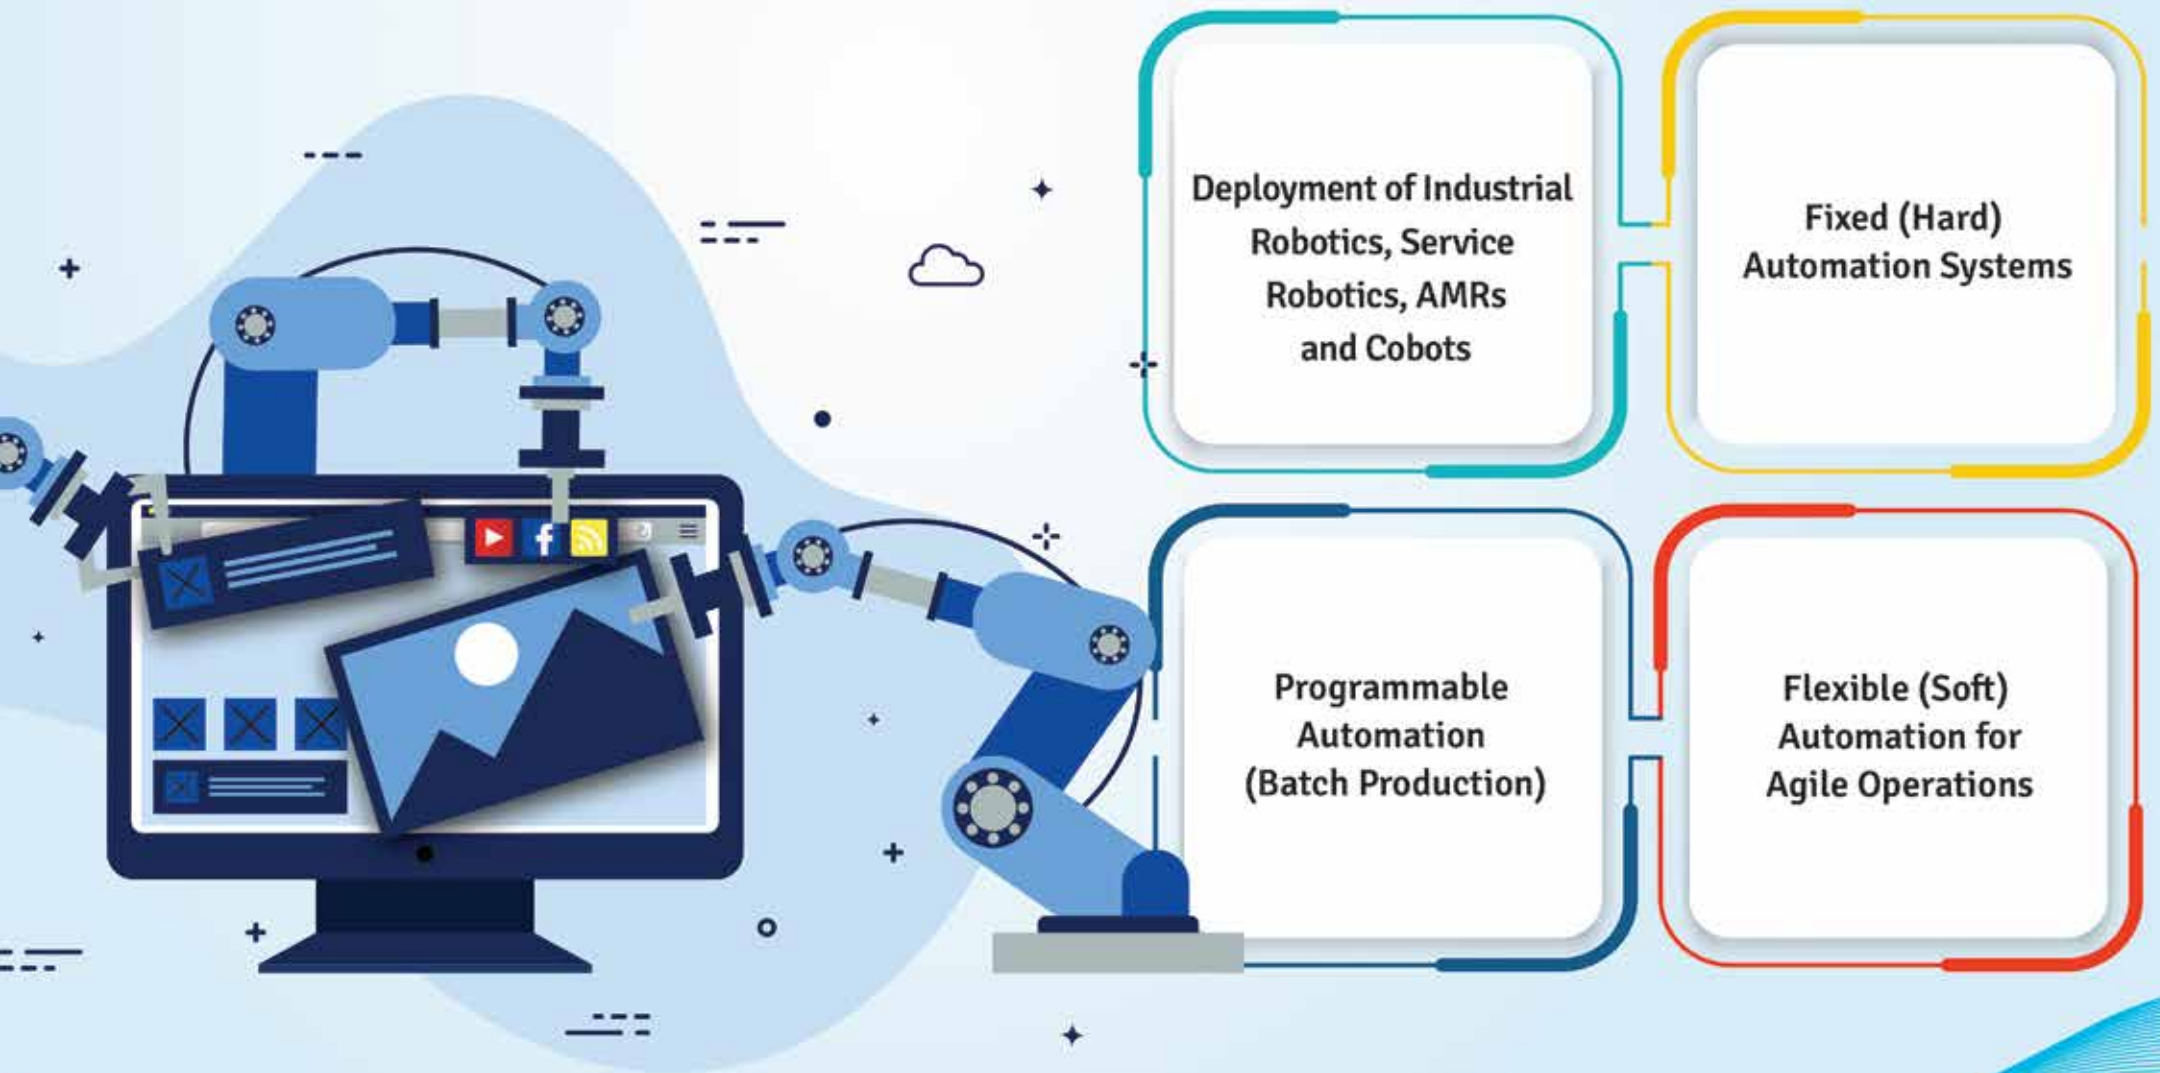 Deployment of Industrial
Robotics, Service
Robotics, AMRs
and Cobots
Fixed (Hard)
Automation Systems
Programmable
Automation
(Batch Production)
Flexible (Soft)
Automation for
Agile Operations